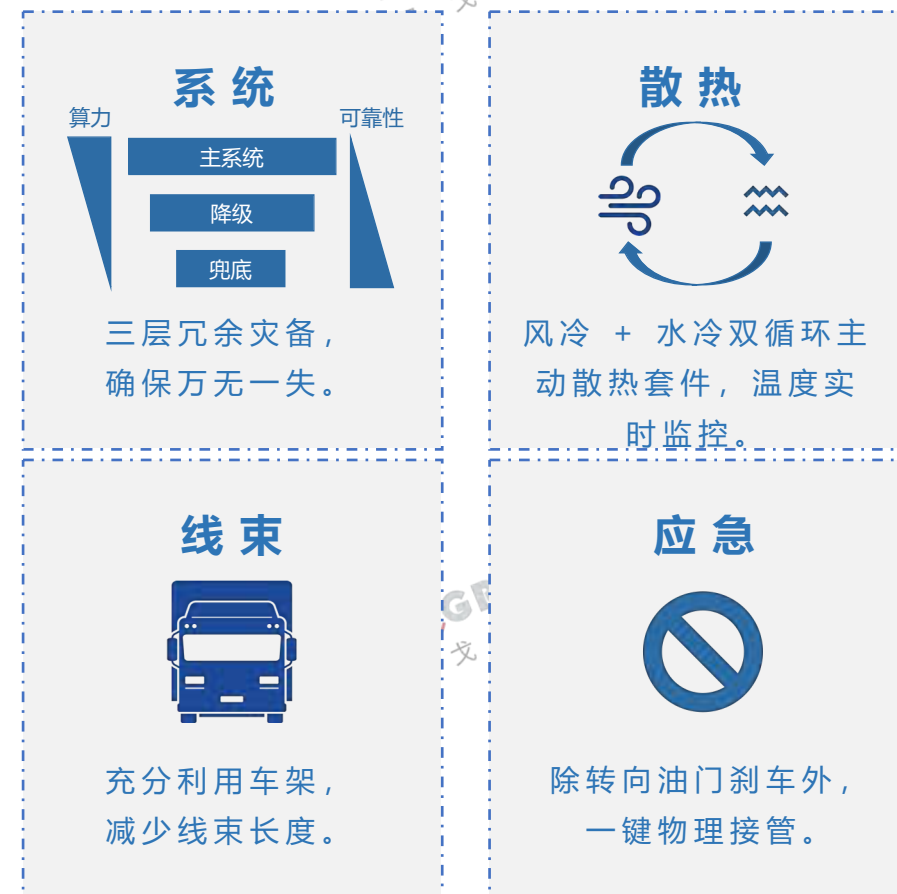 系统
算力
可靠性
主系统
降级
兜底
三层冗余灾备，
确保万无一失。
散热
风冷 + 水冷双循环主
动散热套件，温度实
时监控。
线束
充分利用车架，
减少线束长度。
应急
除转向油门刹车外，
一键物理接管。
戈